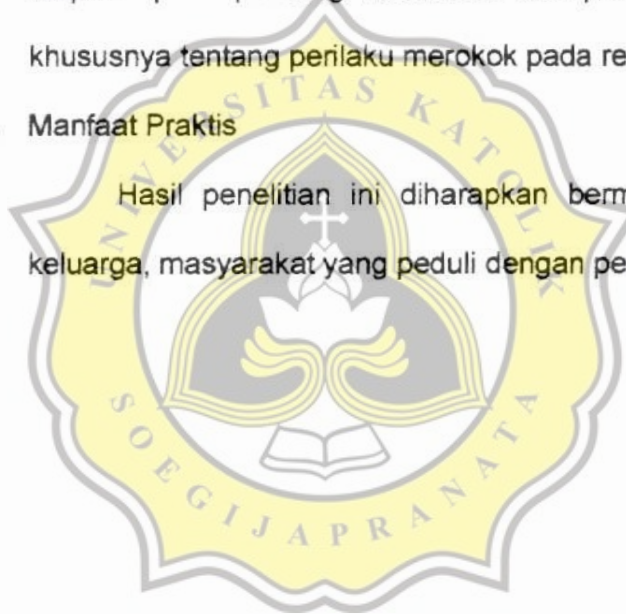 khususnya tentang perilaku merokok pada re
Manfaat Praktis
Hasil penelitian ini diharapkan
keluarga, masyarakat yang peduli dengan pe
UNIVERSITAS KATOLIK
SOEGIJAPRANATA